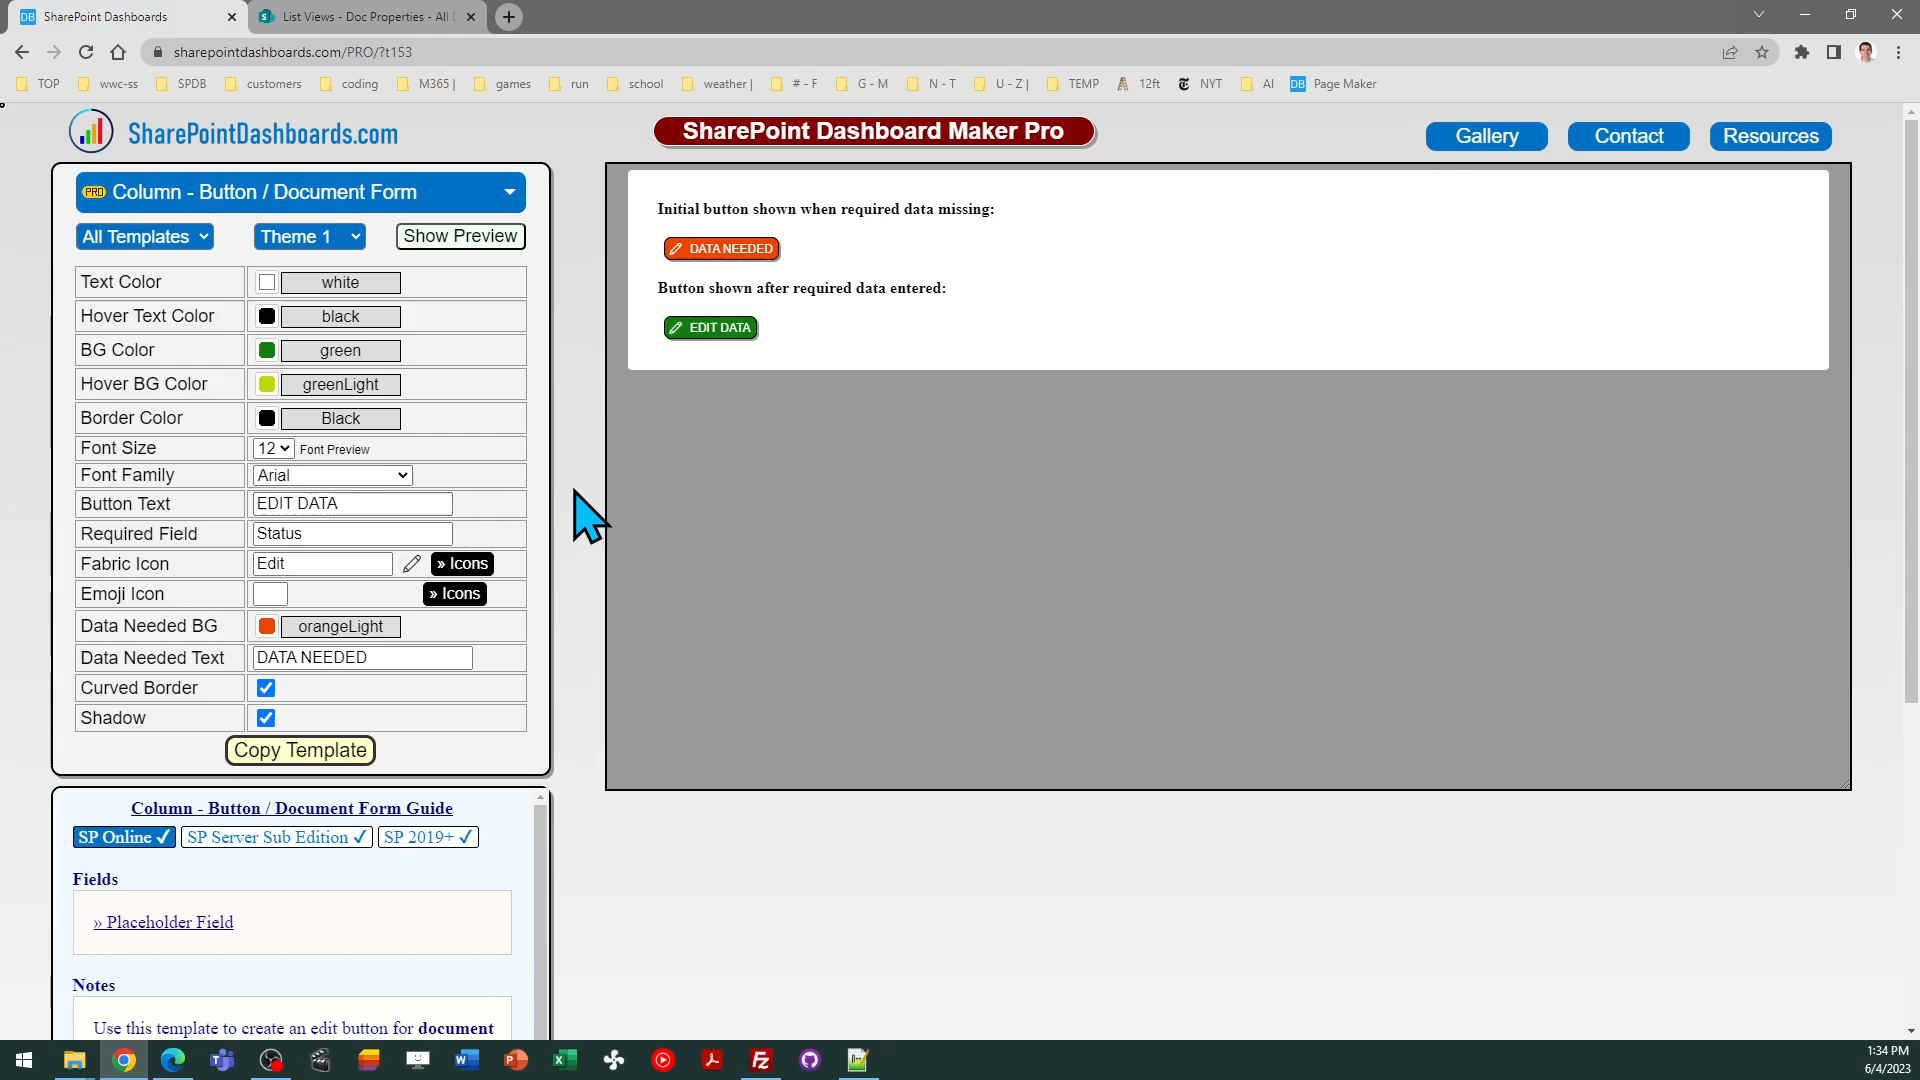 DB SharePoint Dashboards
S List Views - Doc Properties - All D
sharepointdashboards.com/PRO/?t153
TOP wwc-ss SPDB customers coding M365 | games run school weather | # - F G - M N - T U - Z | TEMP 12ft NYT AI DB Page Maker
SharePointDashboards.com
SharePoint Dashboard Maker Pro
Gallery Contact Resources
PRO Column - Button / Document Form
All Templates Theme 1 Show Preview
Text Color white
Hover Text Color black
BG Color green
Hover BG Color greenLight
Border Color Black
Font Size 12 Font Preview
Font Family Arial
Button Text EDIT DATA
Required Field Status
Fabric Icon Edit » Icons
Emoji Icon » Icons
Data Needed BG orangeLight
Data Needed Text DATA NEEDED
Curved Border
Shadow
Copy Template
Initial button shown when required data missing:
DATA NEEDED
Button shown after required data entered:
EDIT DATA
Column - Button / Document Form Guide
SP Online ✓ SP Server Sub Edition ✓ SP 2019+ ✓
Fields
» Placeholder Field
Notes
Use this template to create an edit button for document
1:34 PM
6/4/2023